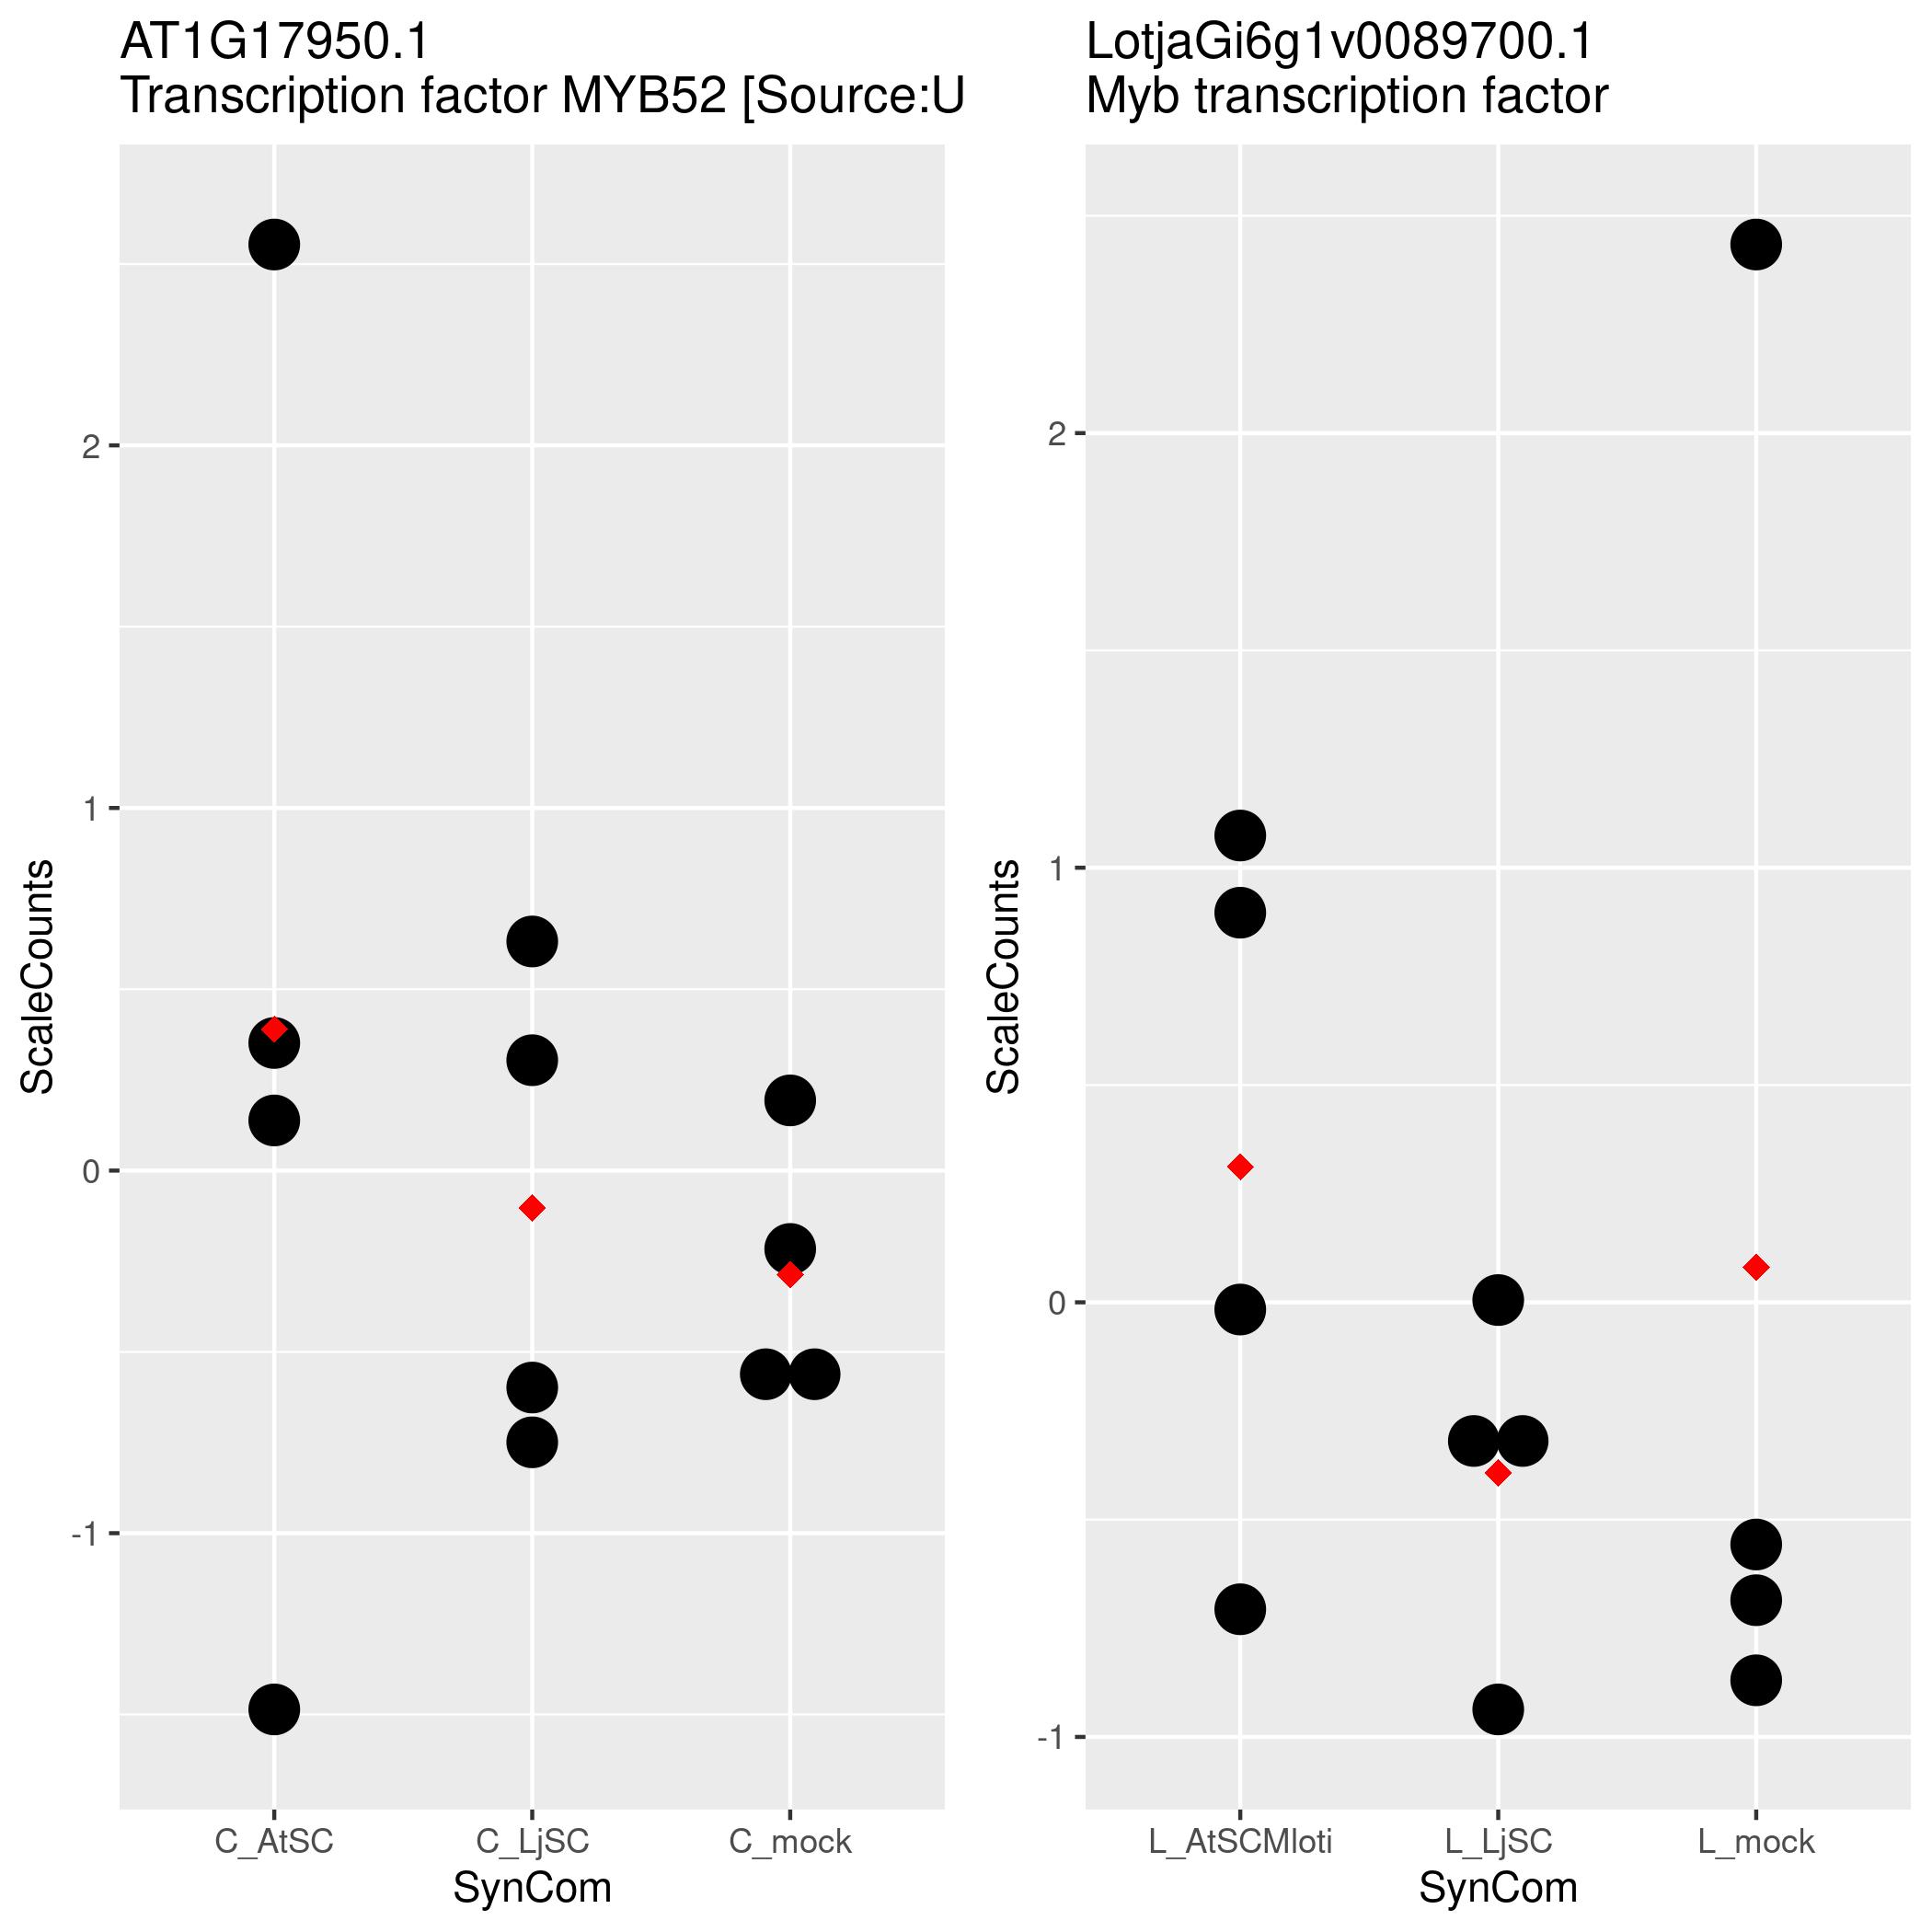 AT1G17950.1
Transcription factor MYB52 [Source:U
ScaleCounts
2
1
0
-1
C_AtSC
C_LjSC
C_mock
SynCom
LotjaGi6g1v0089700.1
Myb transcription factor
ScaleCounts
2
1
0
-1
L_AtSCMloti
L_LjSC
L_mock
SynCom